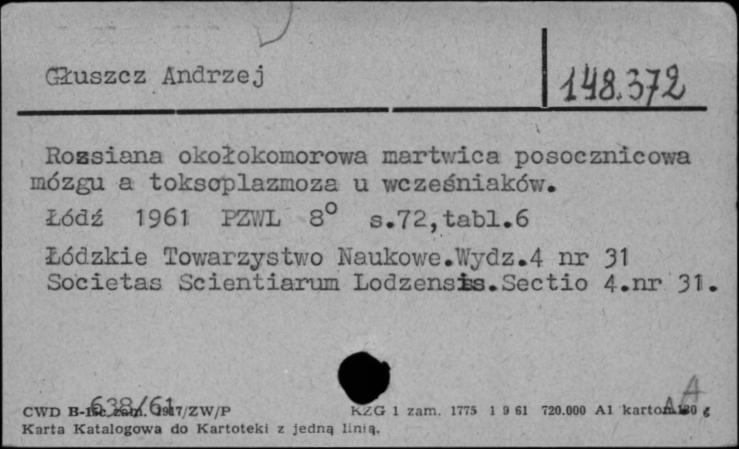 Głuszcz Andrzej
148.372
Rozsiana okołokomorowa martwica posocznicowa
mózgu a toksoplazmoza u wcześniaków.
Łódź 1961 PZWL 8° s.72,tabl.6
Łódzkie Towarzystwo Naukowe.Wydz.4 nr 31
Societas Scientiarum Lodzensis.Sectio 4.nr 31.
638/61
A
CWD zam. /ZW/P KZG 1 zam. 1775 1 9 61 720.000 A1 karton g
Karta Katalogowa do Kartoteki z jedną linią.